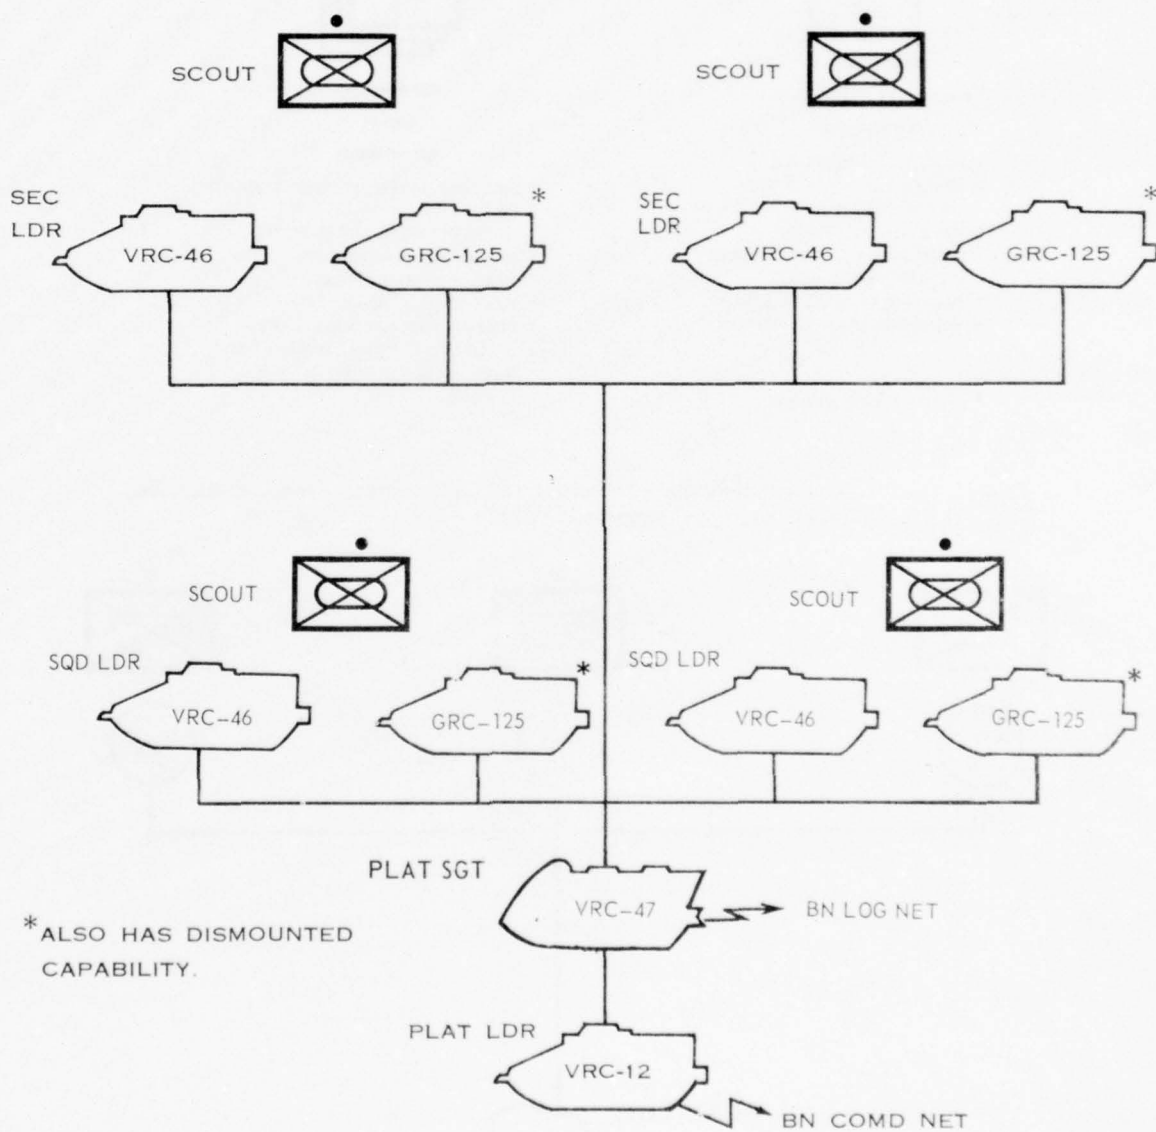 SCOUT
SCOUT
SEC
LDR
VRC-46
GRC-125
*
SEC
LDR
VRC-46
GRC-125
*
SCOUT
SCOUT
SQD LDR
VRC-46
GRC-125
*
SQD LDR
VRC-46
GRC-125
*
PLAT SGT
VRC-47
BN LOG NET
*ALSO HAS DISMOUNTED
CAPABILITY.
PLAT LDR
VRC-12
BN COMD NET